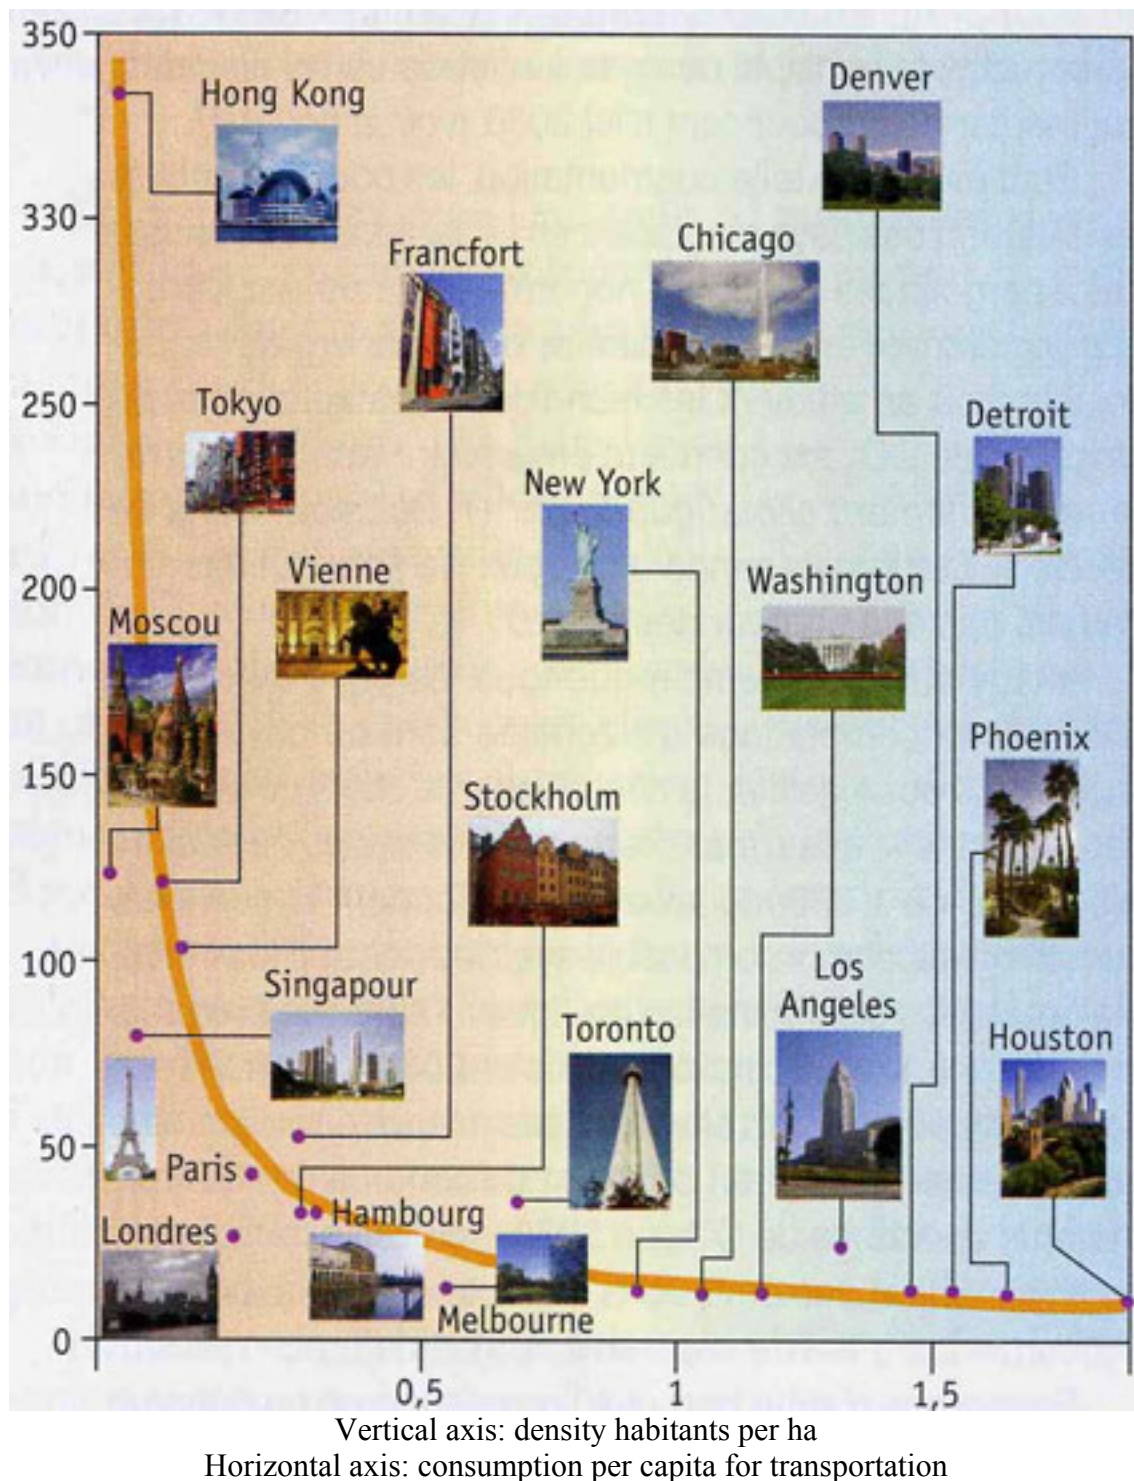 350
Hong Kong
Denver
330
Francfort
Chicago
250
Tokyo
Detroit
New York
Vienne
Washington
200
Moscou
Phoenix
150
Stockholm
100
Singapour
Los
Angeles
Toronto
Houston
50
Paris
Hambourg
Londres
Melbourne
0
0,5
1
1,5
Vertical axis: density habitants per ha
Horizontal axis: consumption per capita for transportation